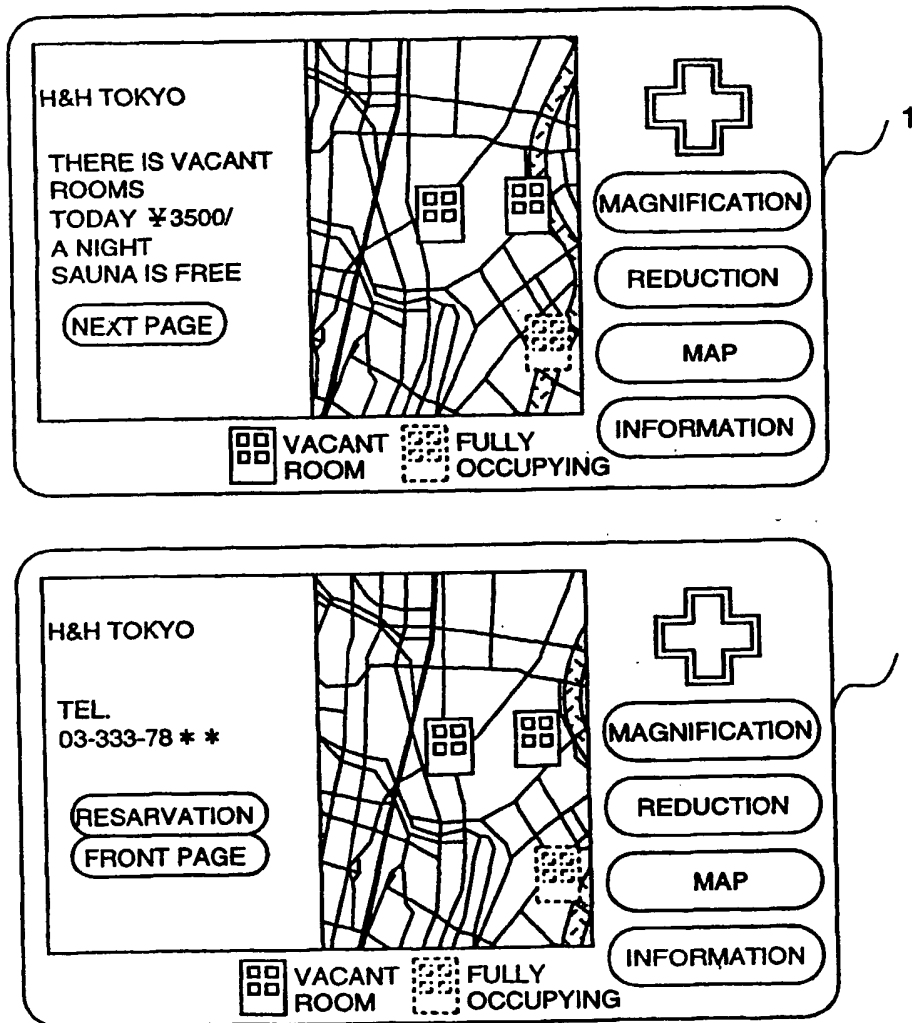 H&H TOKYO
THERE IS VACANT
ROOMS
TODAY ¥3500/
A NIGHT
SAUNA IS FREE
NEXT PAGE
MAGNIFICATION
REDUCTION
MAP
INFORMATION
VACANT
ROOM
FULLY
OCCUPYING
1
H&H TOKYO
TEL.
03-333-78**
RESARVATION
FRONT PAGE
MAGNIFICATION
REDUCTION
MAP
INFORMATION
VACANT
ROOM
FULLY
OCCUPYING